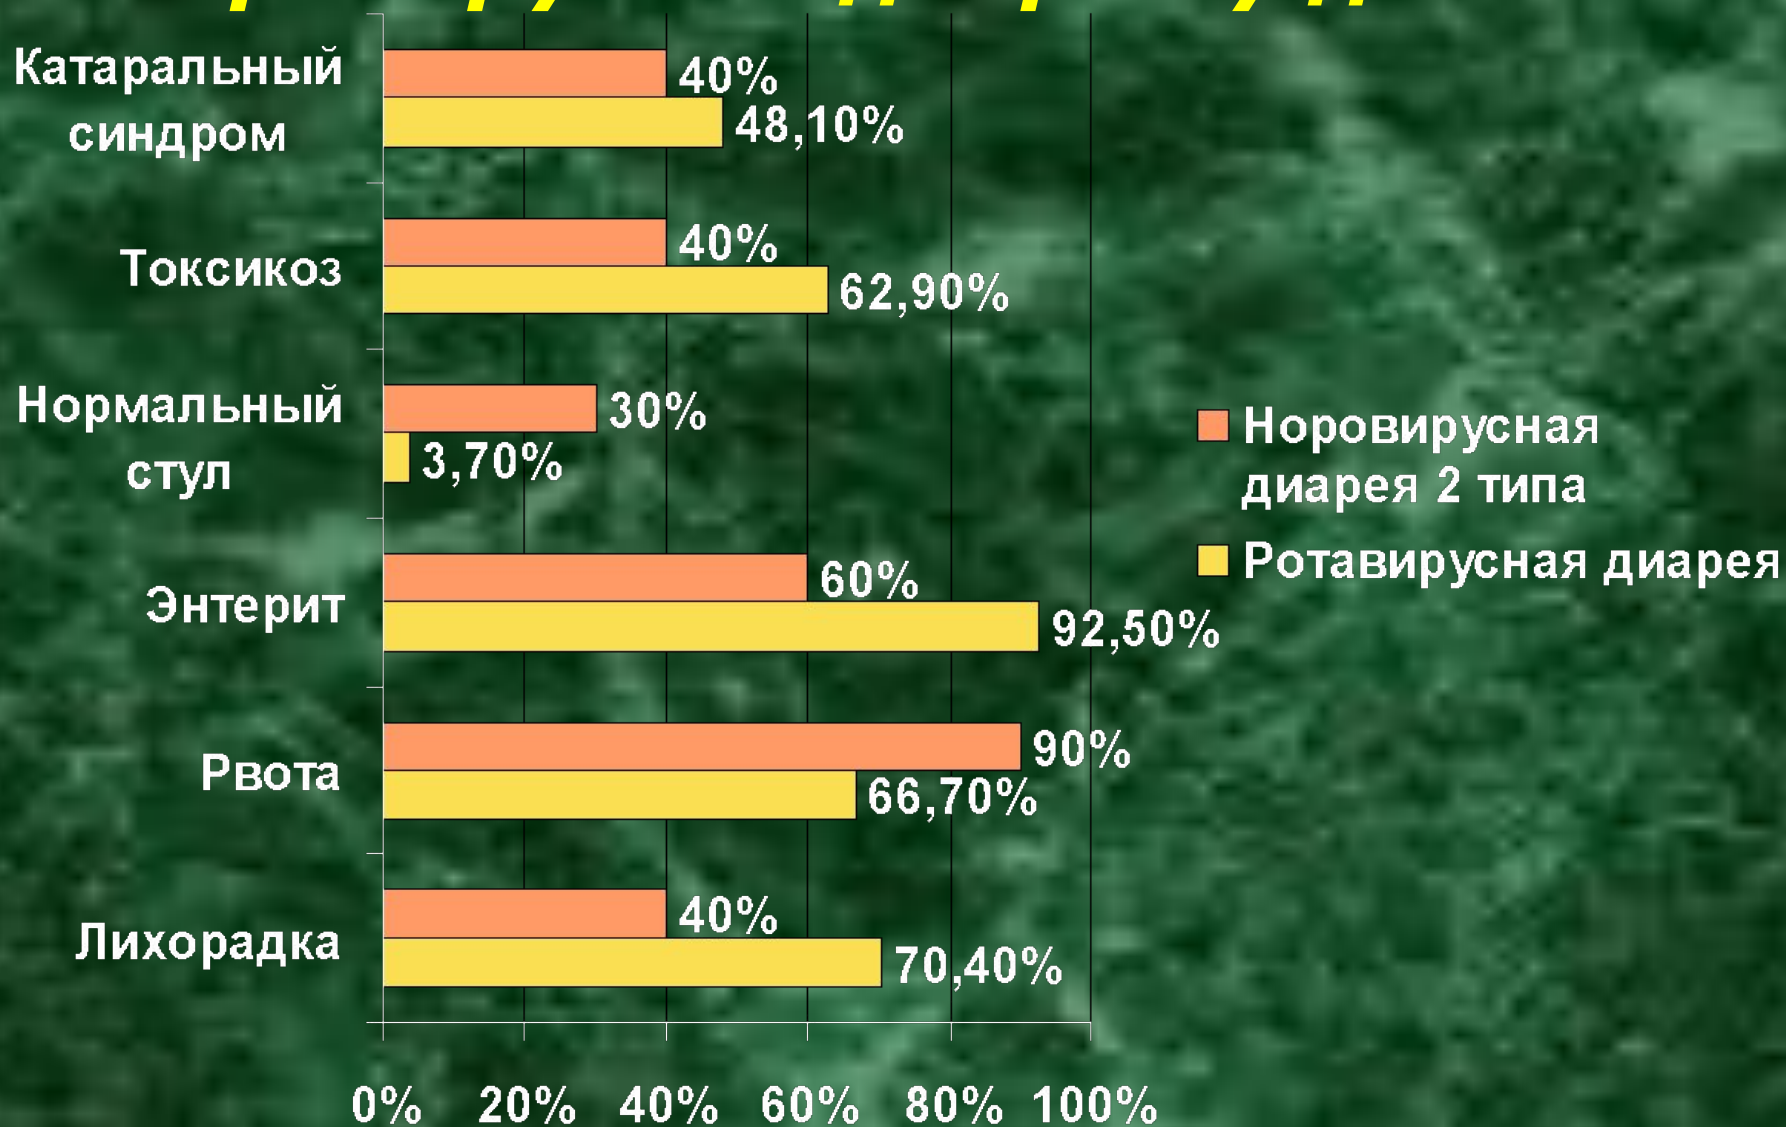 Катаральный
синдром
40%
48,10%
Токсикоз
40%
62,90%
Нормальный
стул
30%
3,70%
Энтерит
60%
92,50%
Рвота
90%
66,70%
Лихорадка
40%
70,40%
0% 20% 40% 60% 80% 100%
Норовирусная
диарея 2 типа
Ротавирусная диарея